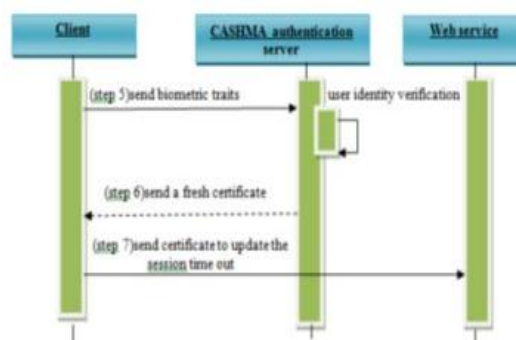 Client
CASHMA authentication
server
Web service
(step 5)send biometric traits
user identity verification
(step 6)send a fresh certificate
(step 7)send certificate to update the
session time out